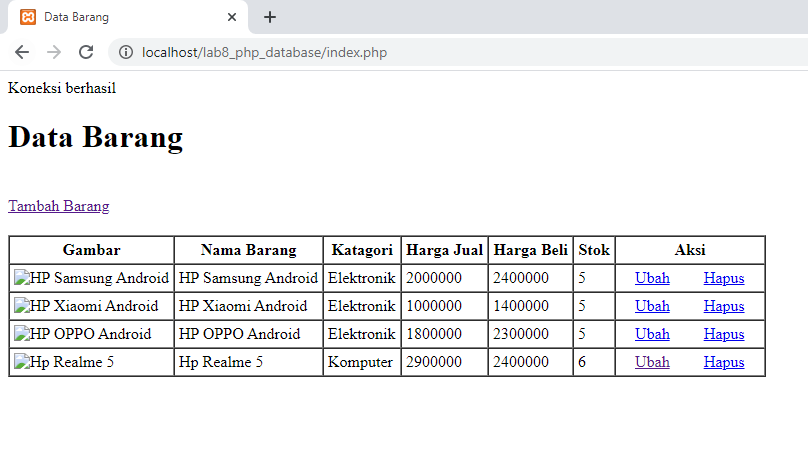 Data Barang
localhost/lab8_php_database/index.php
Koneksi berhasil
Data Barang
Tambah Barang
Gambar Nama Barang Katagori Harga Jual Harga Beli Stok Aksi
HP Samsung Android HP Samsung Android Elektronik 2000000 2400000 5 Ubah Hapus
HP Xiaomi Android HP Xiaomi Android Elektronik 1000000 1400000 5 Ubah Hapus
HP OPPO Android HP OPPO Android Elektronik 1800000 2300000 5 Ubah Hapus
Hp Realme 5 Hp Realme 5 Komputer 2900000 2400000 6 Ubah Hapus